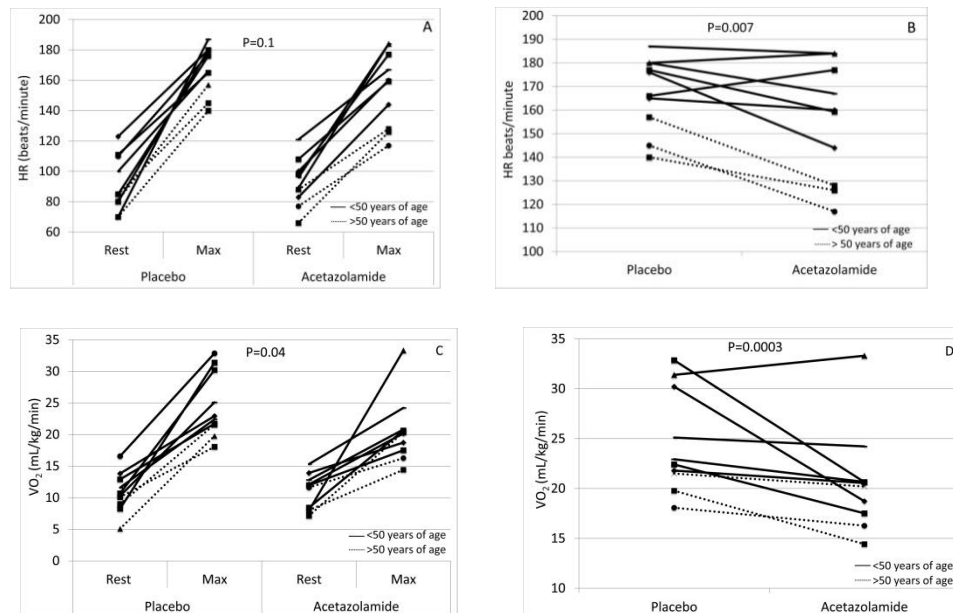 A
P=0.1
200
180
160
140
120
100
80
60
HR (beats/minute)
<50 years of age
>50 years of age
Rest Max Rest Max
Placebo Acetazolamide
B
P=0.007
200
190
180
170
160
150
140
130
120
110
100
HR beats/minute
<50 years of age
> 50 years of age
Placebo Acetazolamide
C
P=0.04
35
30
25
20
15
10
5
0
VO2 (mL/kg/min)
<50 years of age
>50 years of age
Rest Max Rest Max
Placebo Acetazolamide
D
P=0.0003
35
30
25
20
15
10
VO2 (mL/kg/min)
<50 years of age
>50 years of age
Placebo Acetazolamide